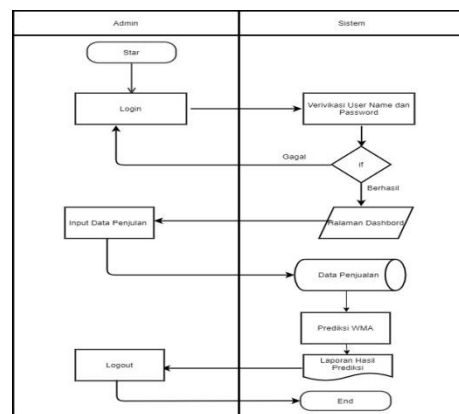 Admin
Sistem
Star
Login
Verivikasi User Name dan
Password
Gagal
if
Berhasil
Input Data Penjulan
Ralaman Dashbord
Data Penjualan
Prediksi WMA
Logout
Laporan Hasil
Prediksi
End